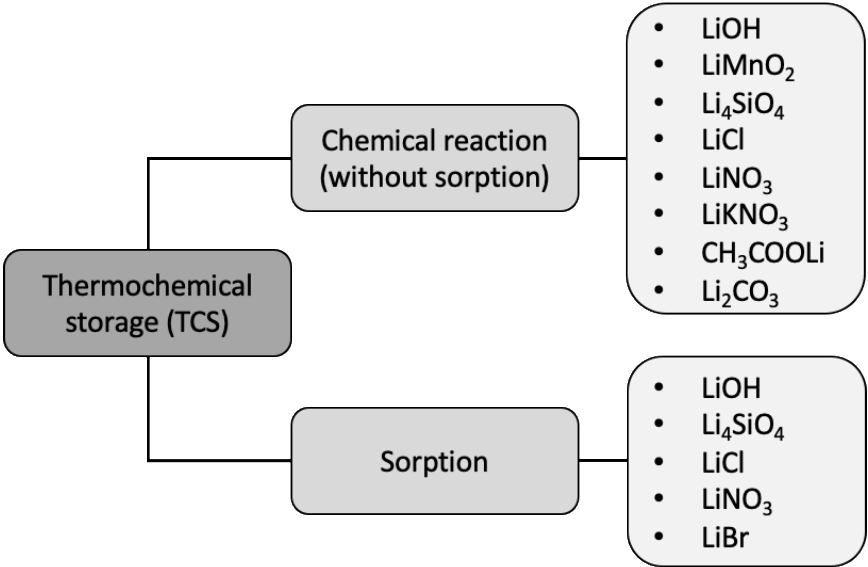 Thermochemical
storage (TCS)
Chemical reaction
(without sorption)
• LiOH
• LiMnO₂
• Li₄SiO₄
• LiCl
• LiNO₃
• LiKNO₃
• CH₃COOLi
• Li₂CO₃
Sorption
• LiOH
• Li₄SiO₄
• LiCl
• LiNO₃
• LiBr